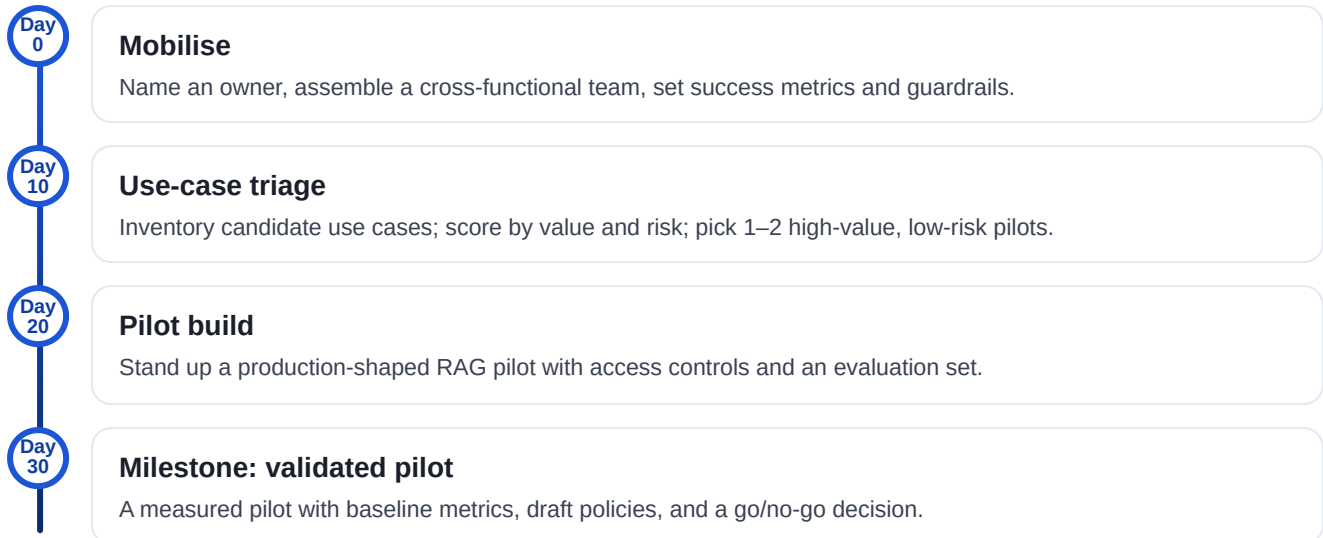 Day
0
Mobilise
Name an owner, assemble a cross-functional team, set success metrics and guardrails.
Day
10
Use-case triage
Inventory candidate use cases; score by value and risk; pick 1–2 high-value, low-risk pilots.
Day
20
Pilot build
Stand up a production-shaped RAG pilot with access controls and an evaluation set.
Day
30
Milestone: validated pilot
A measured pilot with baseline metrics, draft policies, and a go/no-go decision.